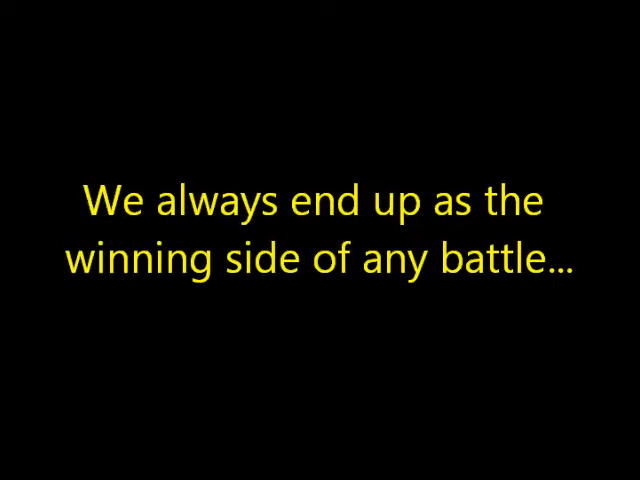 We always end up as the
winning side of any battle...